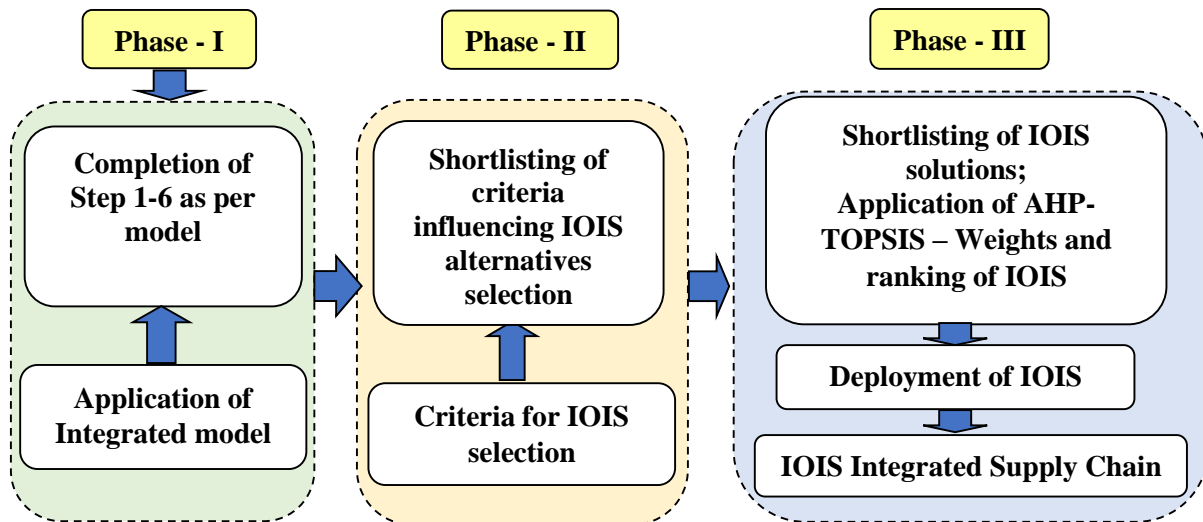 Phase - I
Completion of
Step 1-6 as per
model
Application of
Integrated model
Phase - II
Shortlisting of
criteria
influencing IOIS
alternatives
selection
Criteria for IOIS
selection
Phase - III
Shortlisting of IOIS
solutions;
Application of AHP-
TOPSIS – Weights and
ranking of IOIS
Deployment of IOIS
IOIS Integrated Supply Chain